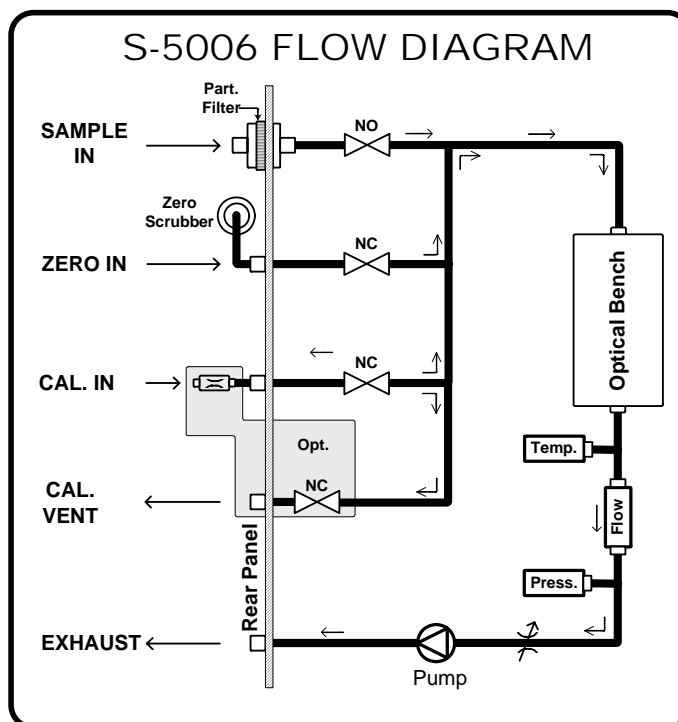 S-5006 FLOW DIAGRAM
Part.
Filter
SAMPLE
IN
NO
Zero
Scrubber
ZERO IN
NC
Optical Bench
CAL. IN
NC
Opt.
Temp.
CAL.
VENT
NC
Flow
Rear Panel
Press.
EXHAUST
Pump